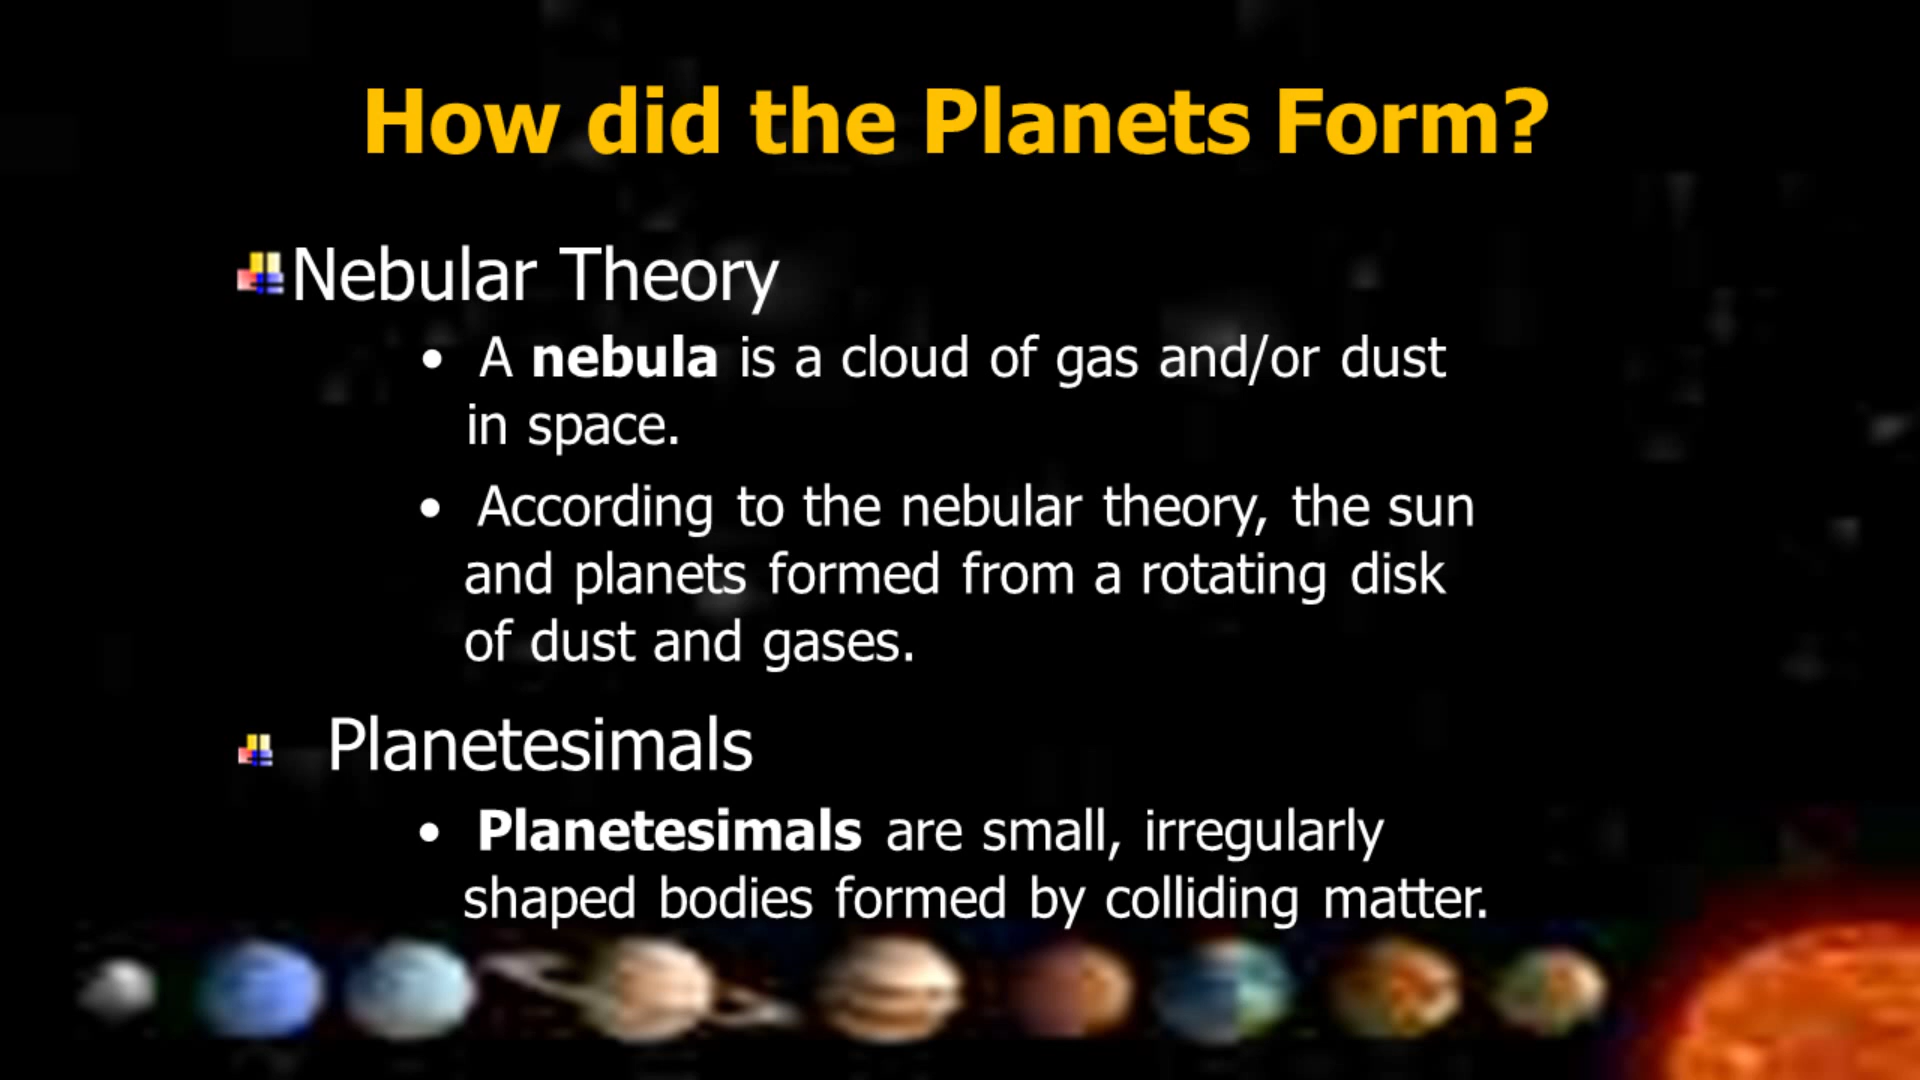 How did the Planets Form?
Nebular Theory
• A nebula is a cloud of gas and/or dust
in space.
• According to the nebular theory, the sun
and planets formed from a rotating disk
of dust and gases.
Planetesimals
• Planetesimals are small, irregularly
shaped bodies formed by colliding matter.